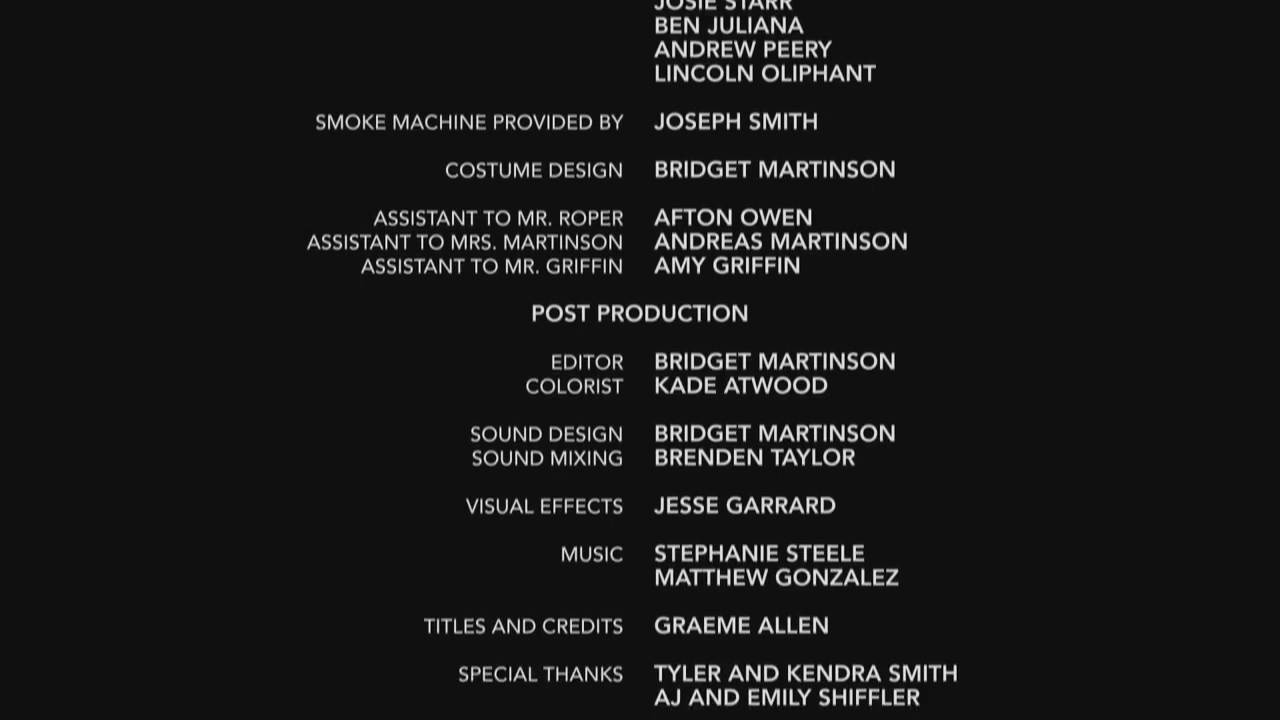 JOSIE STARR
BEN JULIANA
ANDREW PEERY
LINCOLN OLIPHANT
SMOKE MACHINE PROVIDED BY JOSEPH SMITH
COSTUME DESIGN BRIDGET MARTINSON
ASSISTANT TO MR. ROPER AFTON OWEN
ASSISTANT TO MRS. MARTINSON ANDREAS MARTINSON
ASSISTANT TO MR. GRIFFIN AMY GRIFFIN
POST PRODUCTION
EDITOR BRIDGET MARTINSON
COLORIST KADE ATWOOD
SOUND DESIGN BRIDGET MARTINSON
SOUND MIXING BRENDEN TAYLOR
VISUAL EFFECTS JESSE GARRARD
MUSIC STEPHANIE STEELE
MATTHEW GONZALEZ
TITLES AND CREDITS GRAEME ALLEN
SPECIAL THANKS TYLER AND KENDRA SMITH
AJ AND EMILY SHIFFLER